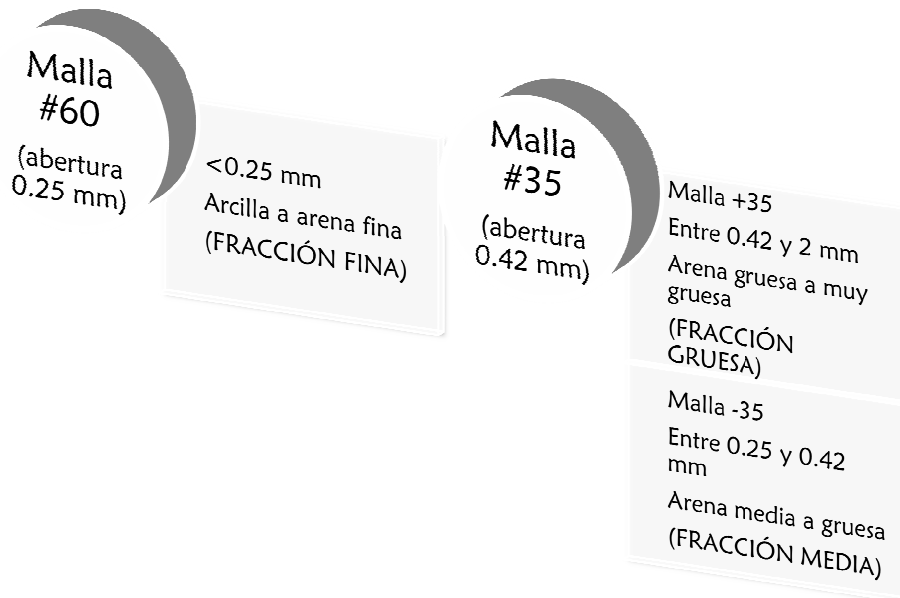 Malla
#60
(abertura
0.25 mm)
<0.25 mm
Arcilla a arena fina
(FRACCIÓN FINA)
Malla
#35
(abertura
0.42 mm)
Malla +35
Entre 0.42 y 2 mm
Arena gruesa a muy
gruesa
(FRACCIÓN
GRUESA)
Malla -35
Entre 0.25 y 0.42
mm
Arena media a gruesa
(FRACCIÓN MEDIA)